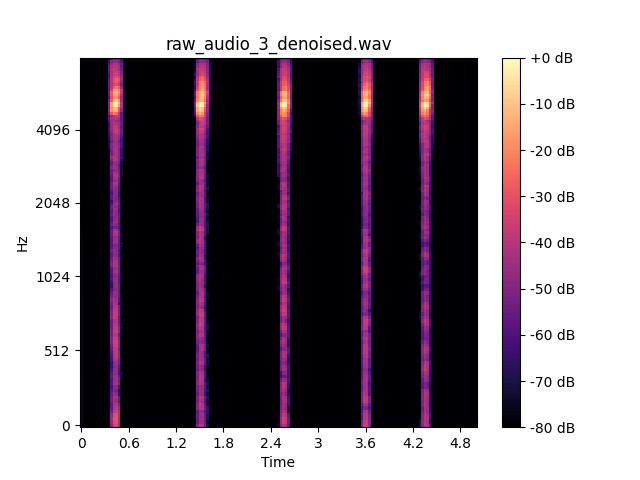 raw_audio_3_denoised.wav
Hz
4096
2048
1024
512
0
0 0.6 1.2 1.8 2.4 3 3.6 4.2 4.8
Time
+0 dB
-10 dB
-20 dB
-30 dB
-40 dB
-50 dB
-60 dB
-70 dB
-80 dB